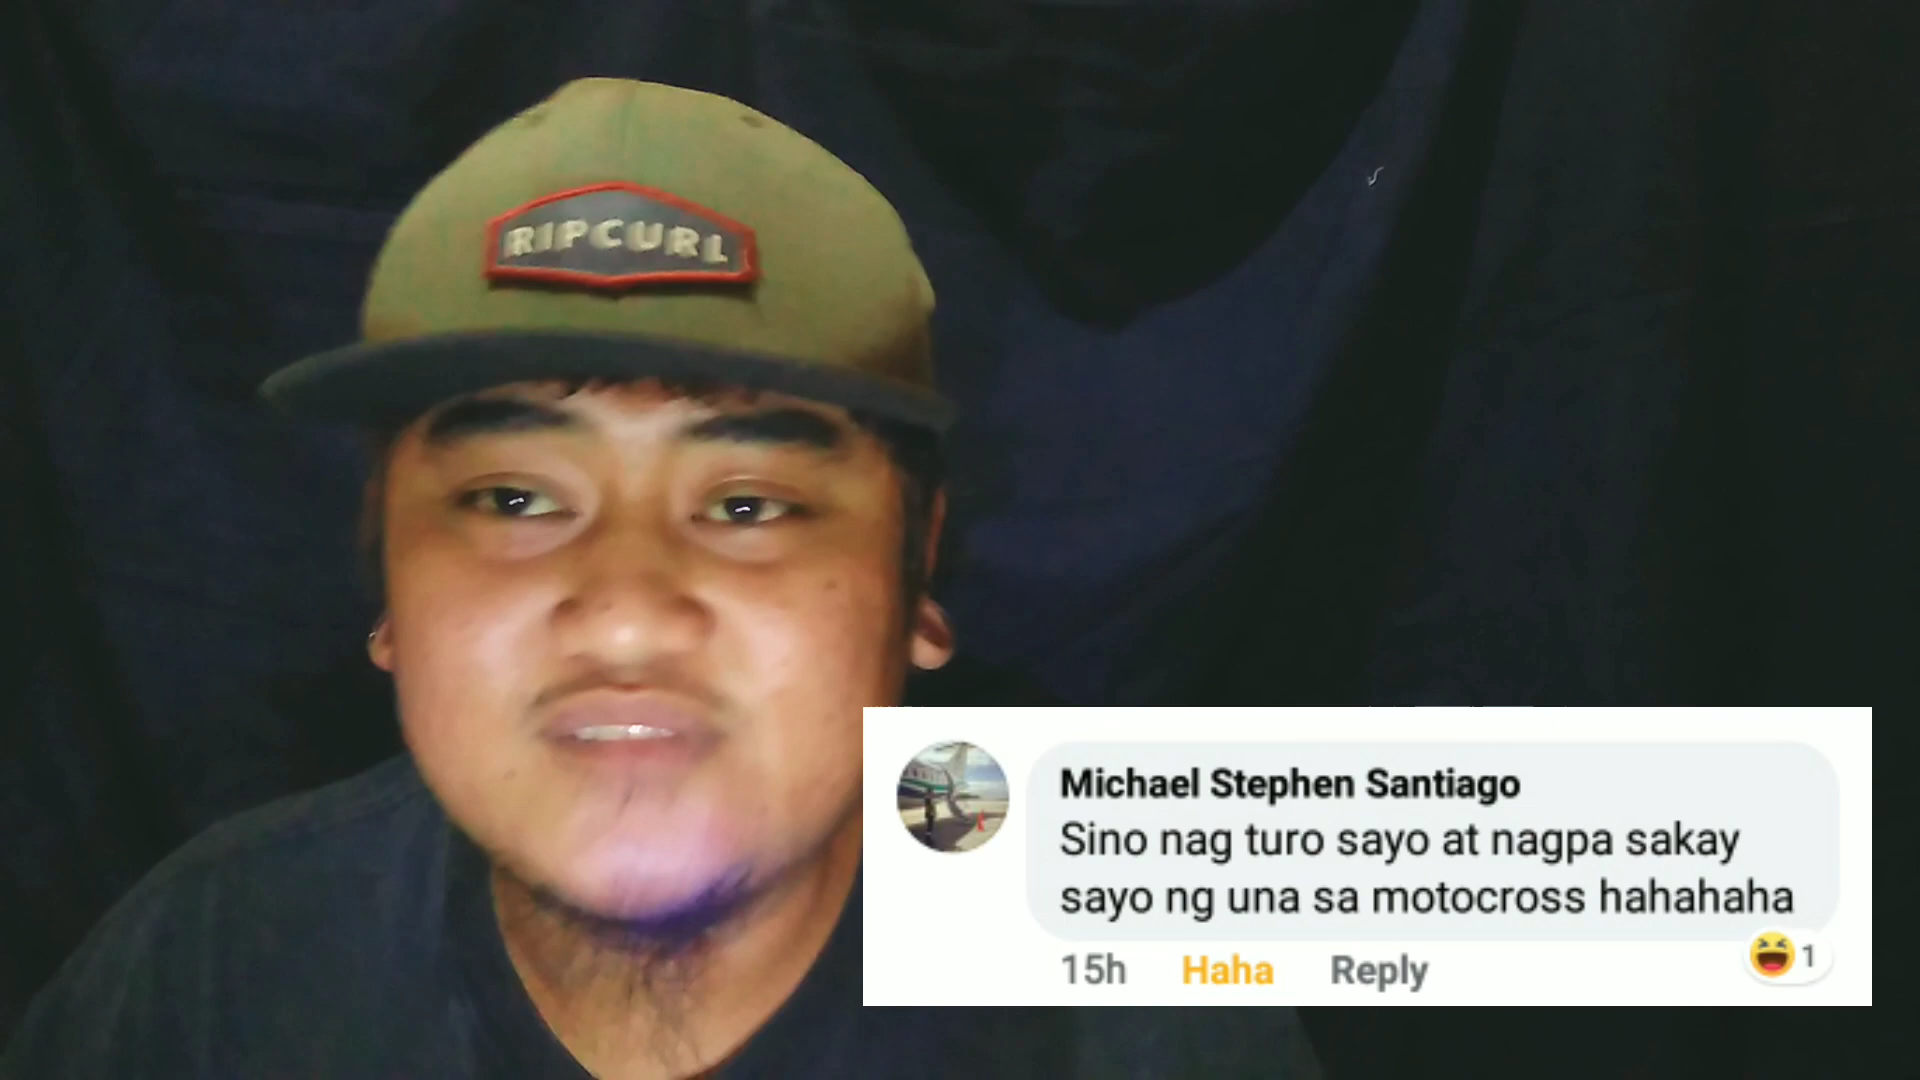 RIPCURL
Michael Stephen Santiago
Sino nag turo sayo at nagpa sakay
sayo ng una sa motocross hahahaha
15h Haha Reply 1